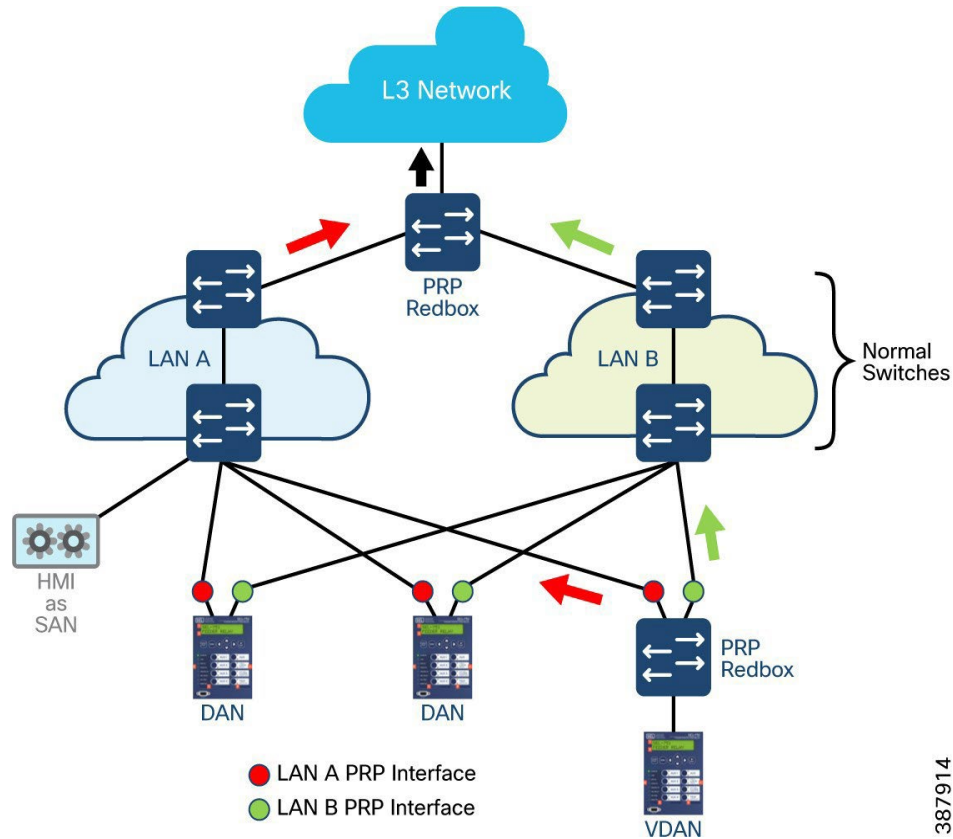 L3 Network
PRP
Redbox
LAN A
LAN B
Normal
Switches
HMI
as
SAN
DAN
DAN
PRP
Redbox
VDAN
LAN A PRP Interface
LAN B PRP Interface
387914